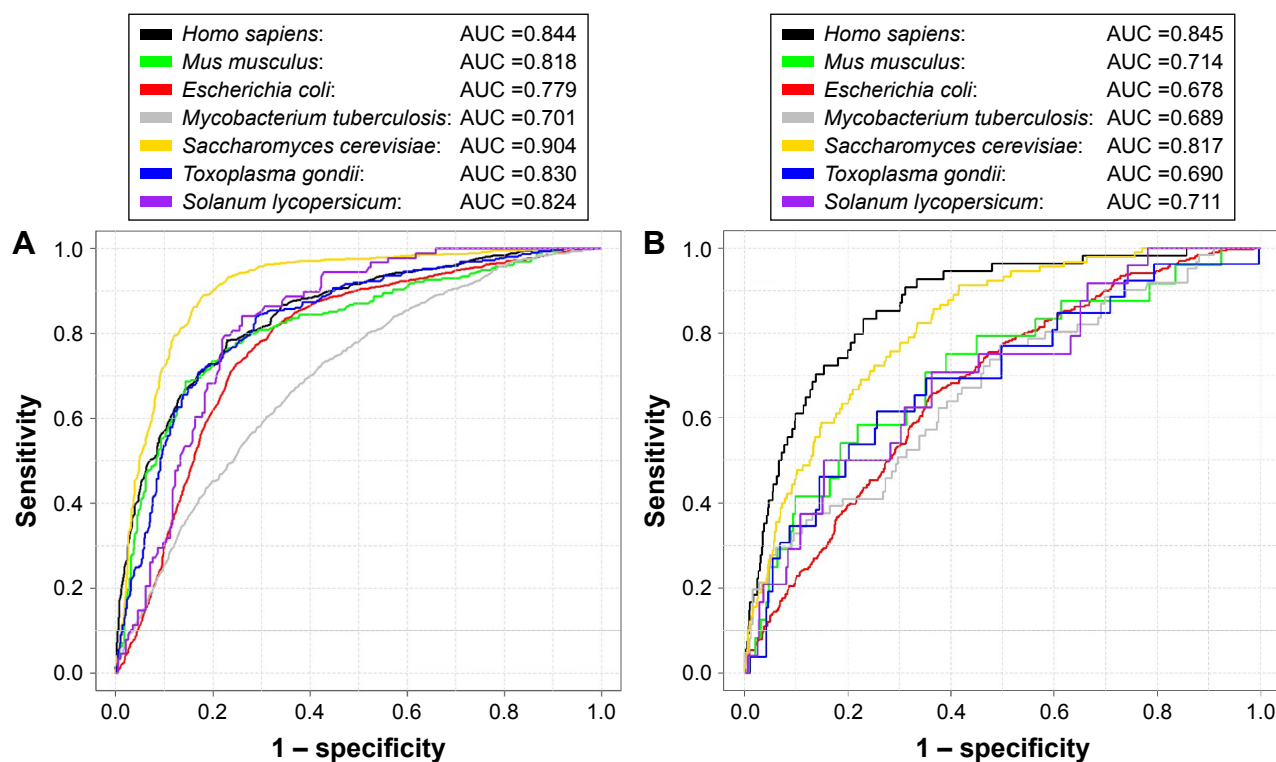 Homo sapiens: AUC =0.844
Mus musculus: AUC =0.818
Escherichia coli: AUC =0.779
Mycobacterium tuberculosis: AUC =0.701
Saccharomyces cerevisiae: AUC =0.904
Toxoplasma gondii: AUC =0.830
Solanum lycopersicum: AUC =0.824
A
1.0
0.8
0.6
0.4
0.2
0.0
Sensitivity
0.0 0.2 0.4 0.6 0.8 1.0
1 – specificity
Homo sapiens: AUC =0.845
Mus musculus: AUC =0.714
Escherichia coli: AUC =0.678
Mycobacterium tuberculosis: AUC =0.689
Saccharomyces cerevisiae: AUC =0.817
Toxoplasma gondii: AUC =0.690
Solanum lycopersicum: AUC =0.711
B
1.0
0.8
0.6
0.4
0.2
0.0
Sensitivity
0.0 0.2 0.4 0.6 0.8 1.0
1 – specificity